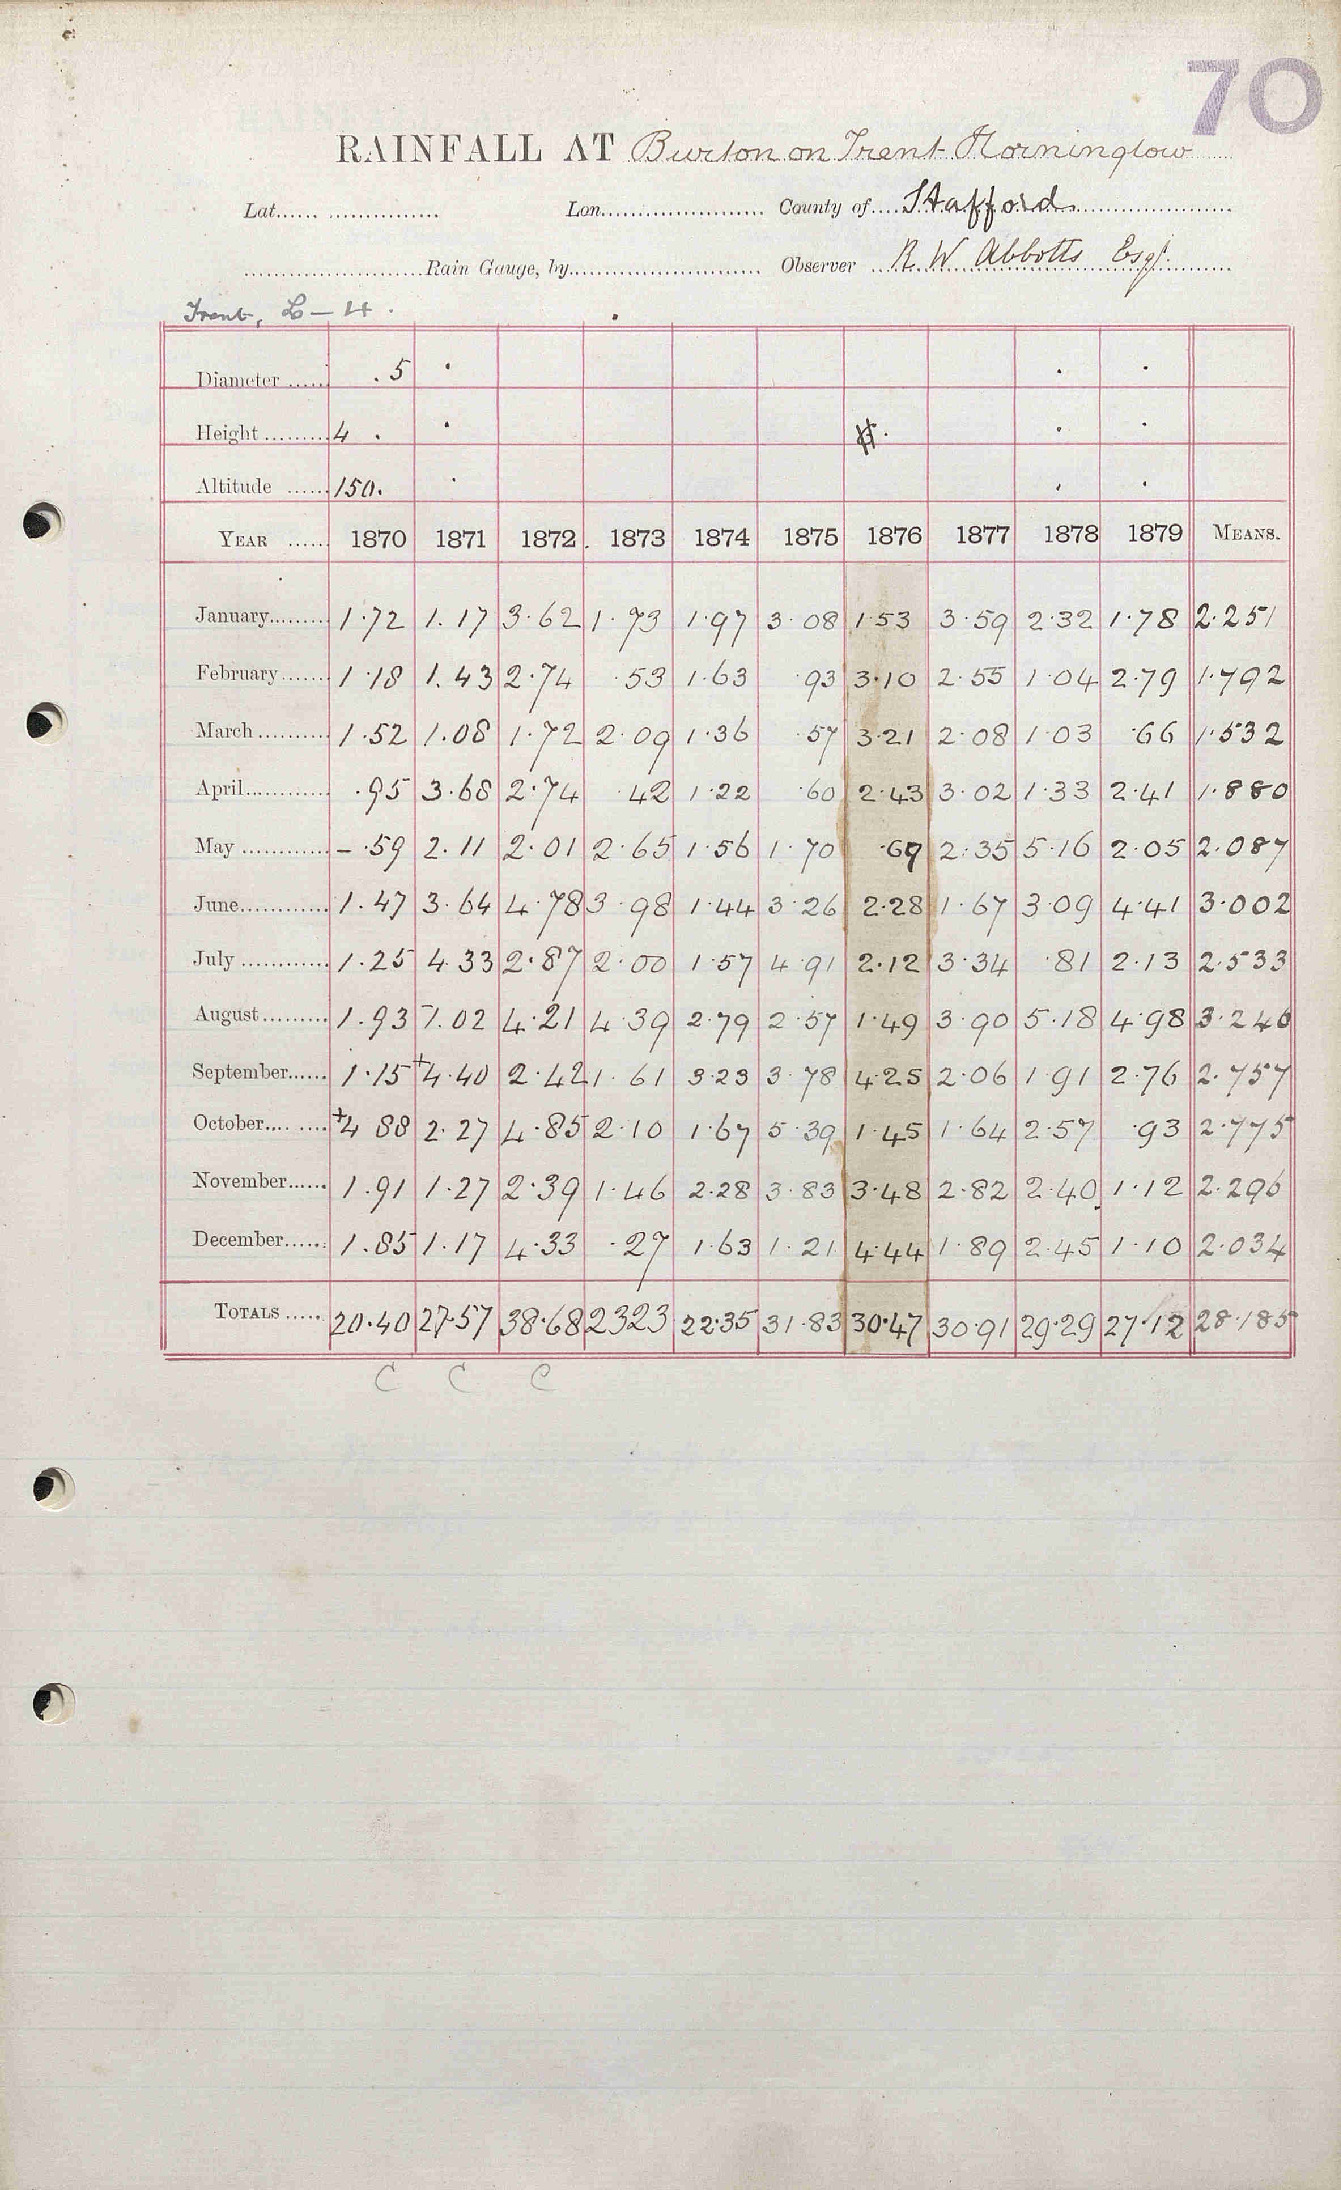 70
RAINFALL AT Burton on Trent Horninglow
Lat...... ............... Lon........................ County of.... Stafford
..........................Rain Gauge, by............................ Observer ... R. W. Abbotts Esq.
Trent, L - 4.
Diameter ...... .5
Height ......... 4 .
Altitude ...... 150.
YEAR ...... 1870 1871 1872 1873 1874 1875 1876 1877 1878 1879 MEANS.
January......... 1.72 1.17 3.62 1.73 1.97 3.08 1.53 3.59 2.32 1.78 2.251
February....... 1.18 1.43 2.74 .53 1.63 .93 3.10 2.55 1.04 2.79 1.792
March .......... 1.52 1.08 1.72 2.09 1.36 .57 3.21 2.08 1.03 .66 1.532
April............. .95 3.68 2.74 .42 1.22 .60 2.43 3.02 1.33 2.41 1.880
May ............. - .59 2.11 2.01 2.65 1.56 1.70 .69 2.35 5.16 2.05 2.087
June............. 1.47 3.64 4.78 3.98 1.44 3.26 2.28 1.67 3.09 4.41 3.002
July ............. 1.25 4.33 2.87 2.00 1.57 4.91 2.12 3.34 .81 2.13 2.533
August.......... 1.93 -1.02 4.21 4.39 2.79 2.57 1.49 3.90 5.18 4.98 3.246
September...... 1.15 +4.40 2.42 1.61 3.23 3.78 4.25 2.06 1.91 2.76 2.757
October.... ..... +4 88 2.27 4.85 2.10 1.67 5.39 1.45 1.64 2.57 .93 2.775
November...... 1.91 1.27 2.39 1.46 2.28 3.83 3.48 2.82 2.40 1.12 2.296
December...... 1.85 1.17 4.33 .27 1.63 1.21 4.44 1.89 2.45 1.10 2.034
TOTALS ..... 20.40 27.57 38.68 2323 22.35 31.83 30.47 30.91 29.29 27.12 28.185
C C C